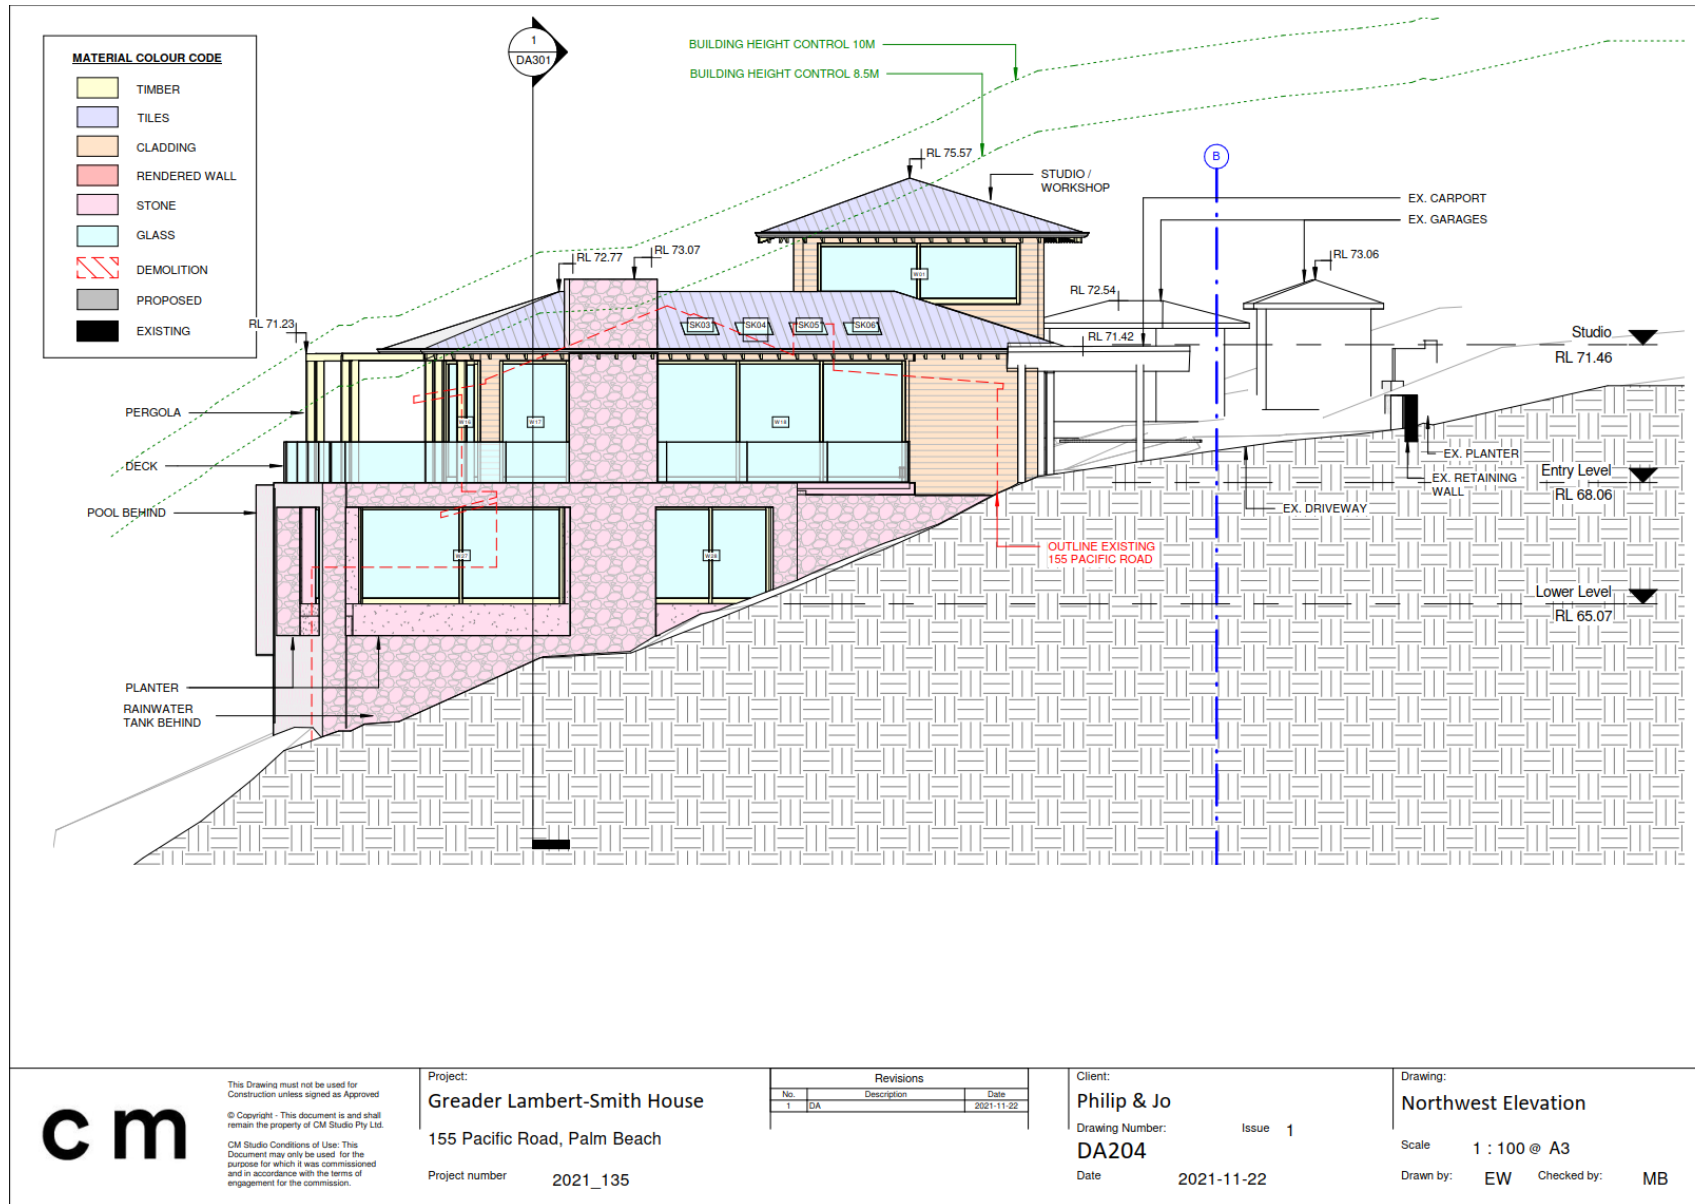 MATERIAL COLOUR CODE
TIMBER
TILES
CLADDING
RENDERED WALL
STONE
GLASS
DEMOLITION
PROPOSED
EXISTING
1
DA301
BUILDING HEIGHT CONTROL 10M
BUILDING HEIGHT CONTROL 8.5M
RL 75.57
STUDIO /
WORKSHOP
B
EX. CARPORT
EX. GARAGES
RL 73.07
RL 72.77
RL 73.06
RL 72.54
RL 71.23
RL 71.42
W01
SK03
SK04
SK05
SK06
Studio
RL 71.46
PERGOLA
W16
W17
W18
DECK
EX. PLANTER
EX. RETAINING
WALL
Entry Level
RL 68.06
POOL BEHIND
EX. DRIVEWAY
OUTLINE EXISTING
155 PACIFIC ROAD
W27
Lower Level
RL 65.07
PLANTER
RAINWATER
TANK BEHIND
cm
This Drawing must not be used for
Construction unless signed as Approved
© Copyright - This document is and shall
remain the property of CM Studio Pty Ltd.
CM Studio Conditions of Use: This
Document may only be used for the
purpose for which it was commissioned
and in accordance with the terms of
engagement for the commission.
Project:
Greader Lambert-Smith House
155 Pacific Road, Palm Beach
Project number 2021_135
Revisions
No. Description Date
1 DA 2021-11-22
Client:
Philip & Jo
Drawing Number: Issue 1
DA204
Date 2021-11-22
Drawing:
Northwest Elevation
Scale 1 : 100 @ A3
Drawn by: EW Checked by: MB